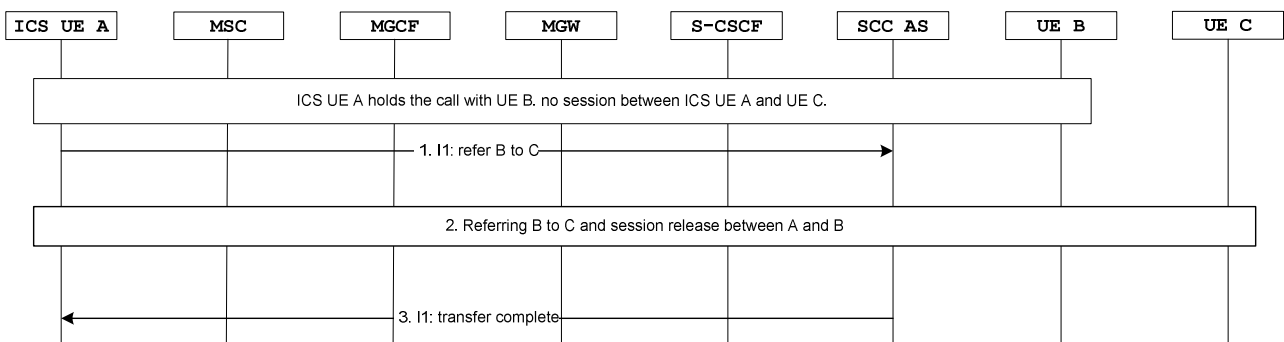 ICS UE A
MSC
MGCF
MGW
S-CSCF
SCC AS
UE B
UE C
ICS UE A holds the call with UE B. no session between ICS UE A and UE C.
1. I1: refer B to C
2. Referring B to C and session release between A and B
3. I1: transfer complete